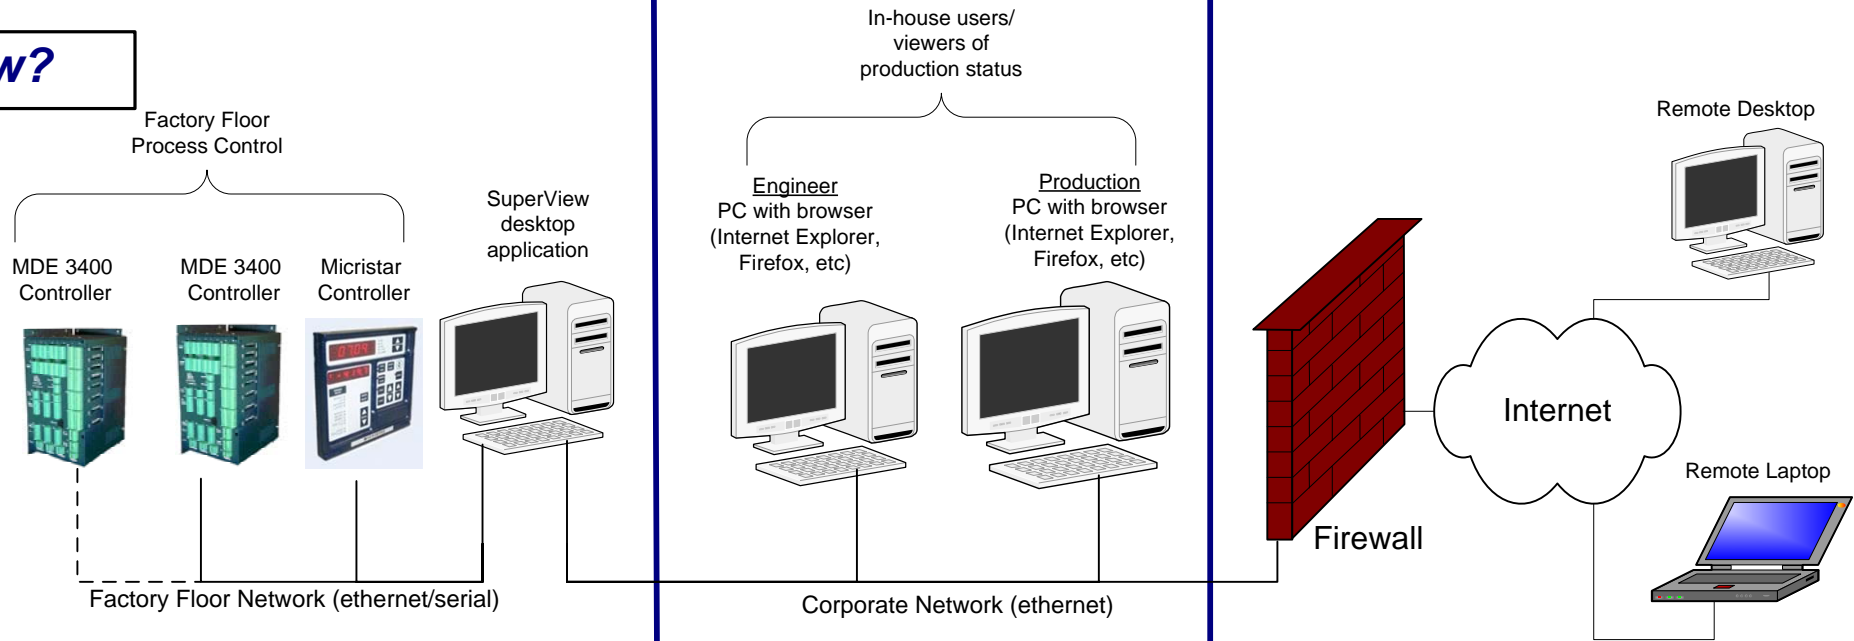 w?
Factory Floor
Process Control
MDE 3400
Controller
MDE 3400
Controller
Micristar
Controller
SuperView
desktop
application
In-house users/
viewers of
production status
Engineer
PC with browser
(Internet Explorer,
Firefox, etc)
Production
PC with browser
(Internet Explorer,
Firefox, etc)
Remote Desktop
Internet
Remote Laptop
Firewall
Factory Floor Network (ethernet/serial)
Corporate Network (ethernet)